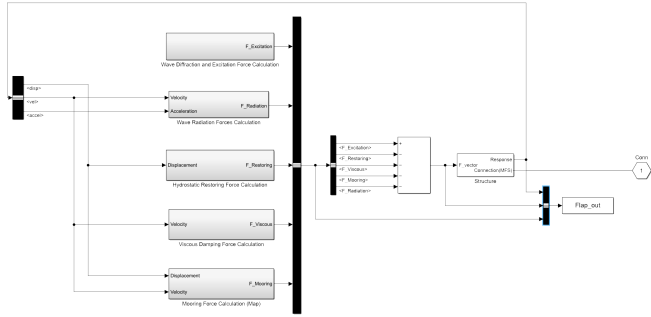 F_Excitation
Wave Diffraction and Excitation Force Calculation
<disp>
<vel>
<accel>
Velocity
Acceleration
F_Radiation
Wave Radiation Forces Calculation
Displacement
F_Restoring
Hydrostatic Restoring Force Calculation
Velocity
F_Viscous
Viscous Damping Force Calculation
Displacement
Velocity
F_Mooring
Mooring Force Calculation (Map)
<F_Excitation>
<F_Restoring>
<F_Viscous>
<F_Mooring>
<F_Radiation>
F_vector
Response
Connection(MFS)
Structure
Conn
1
Flap_out